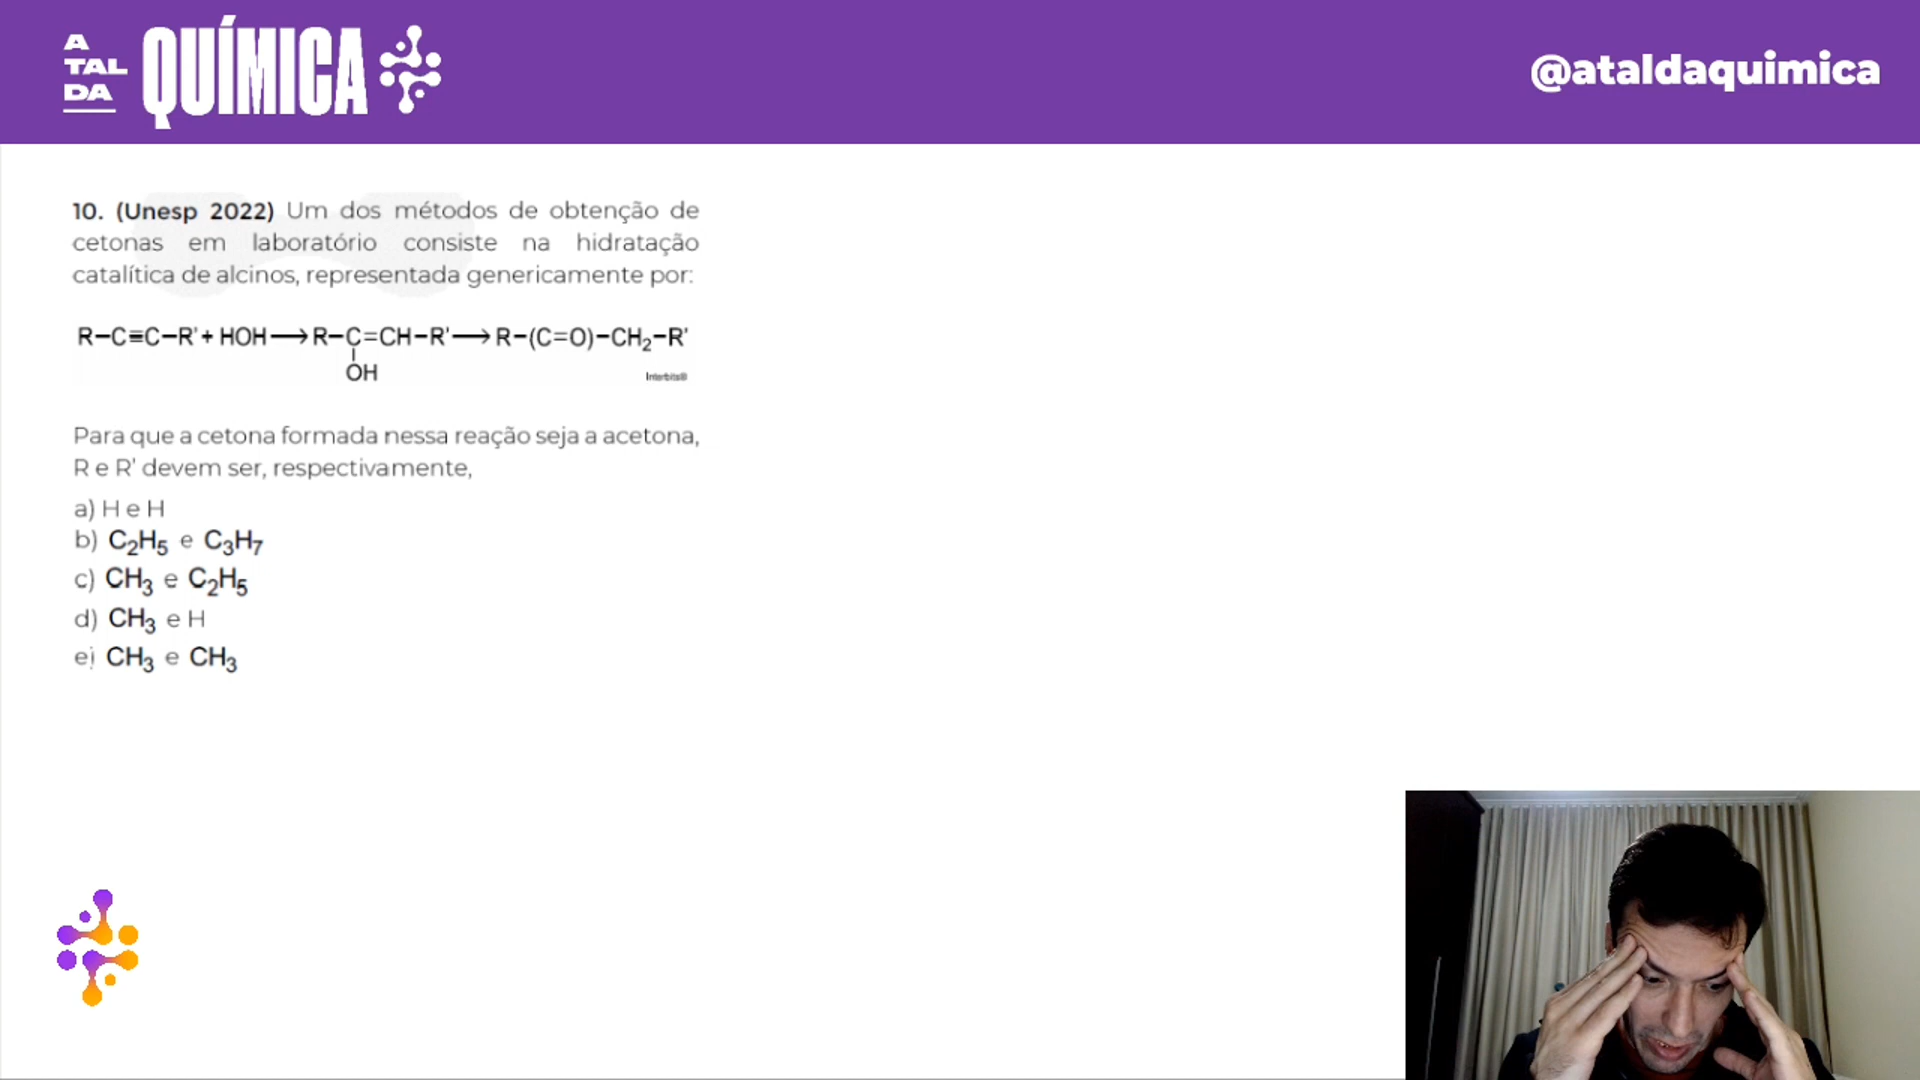 A TAL DA QUÍMICA
@ataldaquimica
10. (Unesp 2022) Um dos métodos de obtenção de
cetonas em laboratório consiste na hidratação
catalítica de alcinos, representada genericamente por:
R–C≡C–R'+ HOH⟶R–C=CH–R'⟶R–(C=O)–CH₂–R'
OH
Interbits®
Para que a cetona formada nessa reação seja a acetona,
R e R' devem ser, respectivamente,
a) H e H
b) C₂H₅ e C₃H₇
c) CH₃ e C₂H₅
d) CH₃ e H
e) CH₃ e CH₃